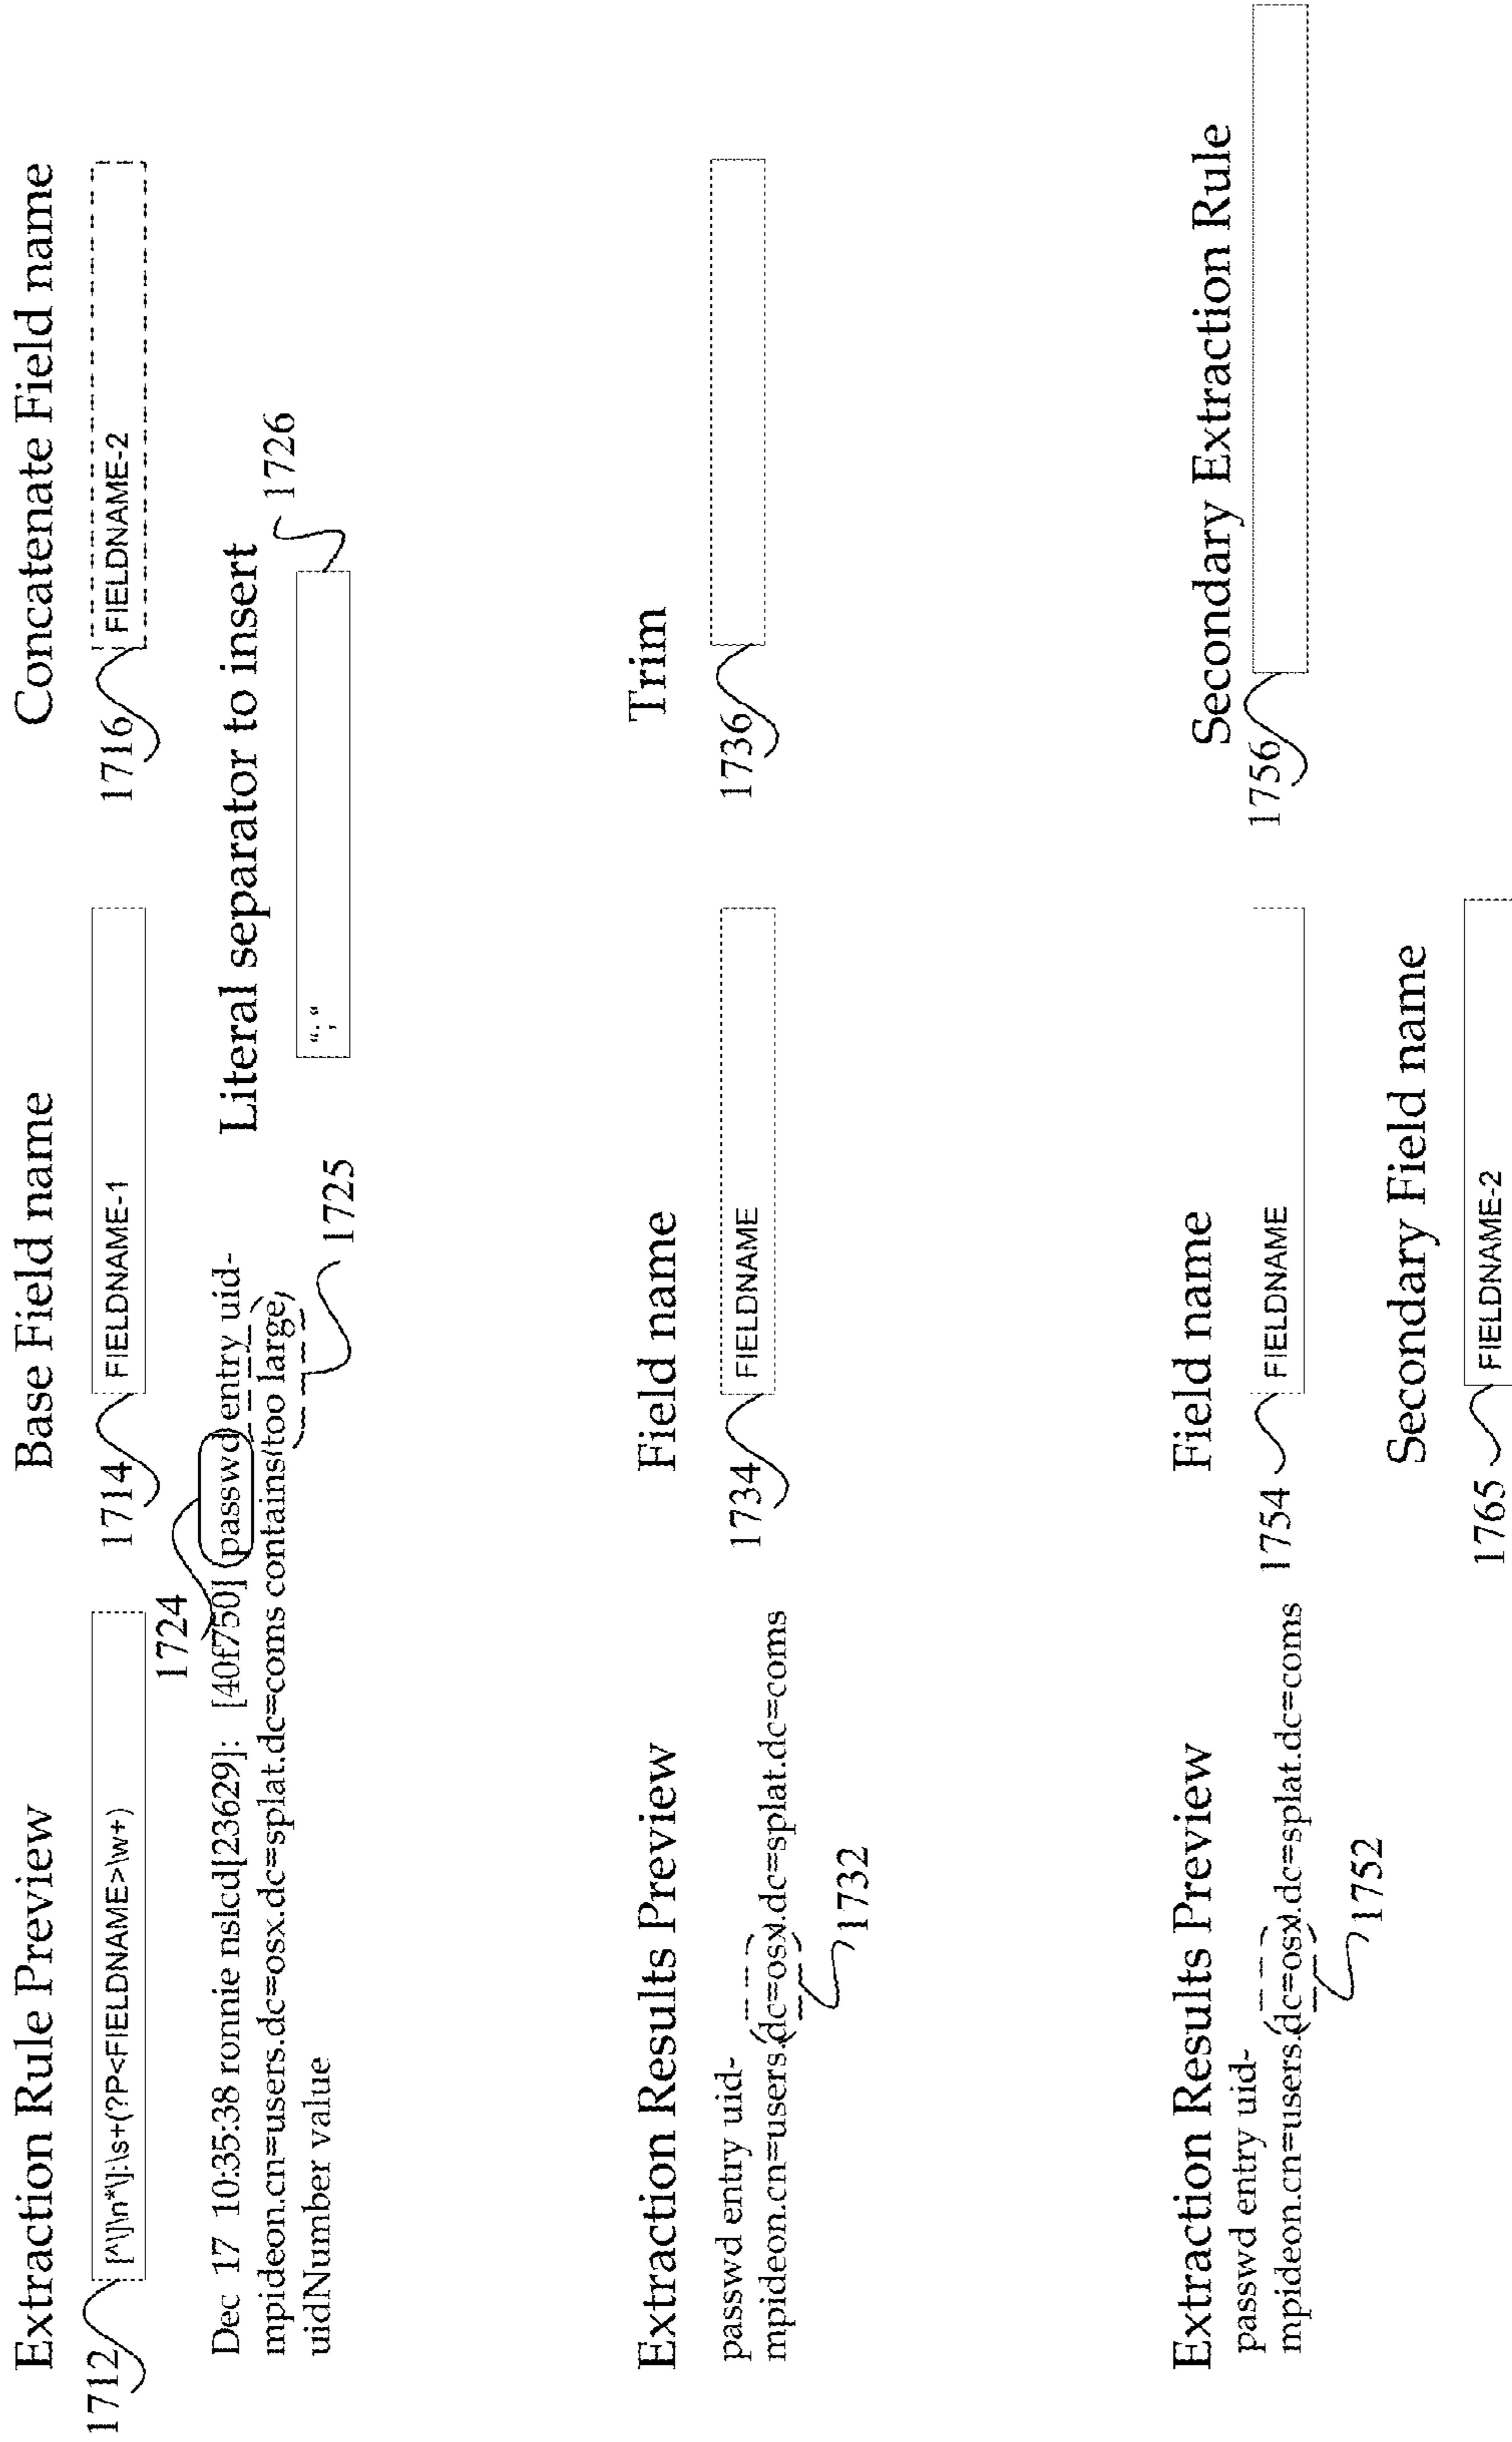 Extraction Rule Preview
Base Field name
Concatenate Field name
1712
[^\]\n*\]:\s+(?P<FIELDNAME>\w+)
1714
FIELDNAME-1
1716
FIELDNAME-2
1724
Dec 17 10:35:38 ronnie nslcd[23629]: [40f750] passwd entry uid-
mpideon.cn=users.dc=osx.dc=splat.dc=coms contains too large
uidNumber value
1725
Literal separator to insert
1726
“;“
Extraction Results Preview
Field name
Trim
passwd entry uid-
mpideon.cn=users.dc=osx.dc=splat.dc=coms
1732
1734
FIELDNAME
1736
Extraction Results Preview
Field name
Secondary Extraction Rule
passwd entry uid-
mpideon.cn=users.dc=osx.dc=splat.dc=coms
1752
1754
FIELDNAME
1756
Secondary Field name
1765
FIELDNAME-2